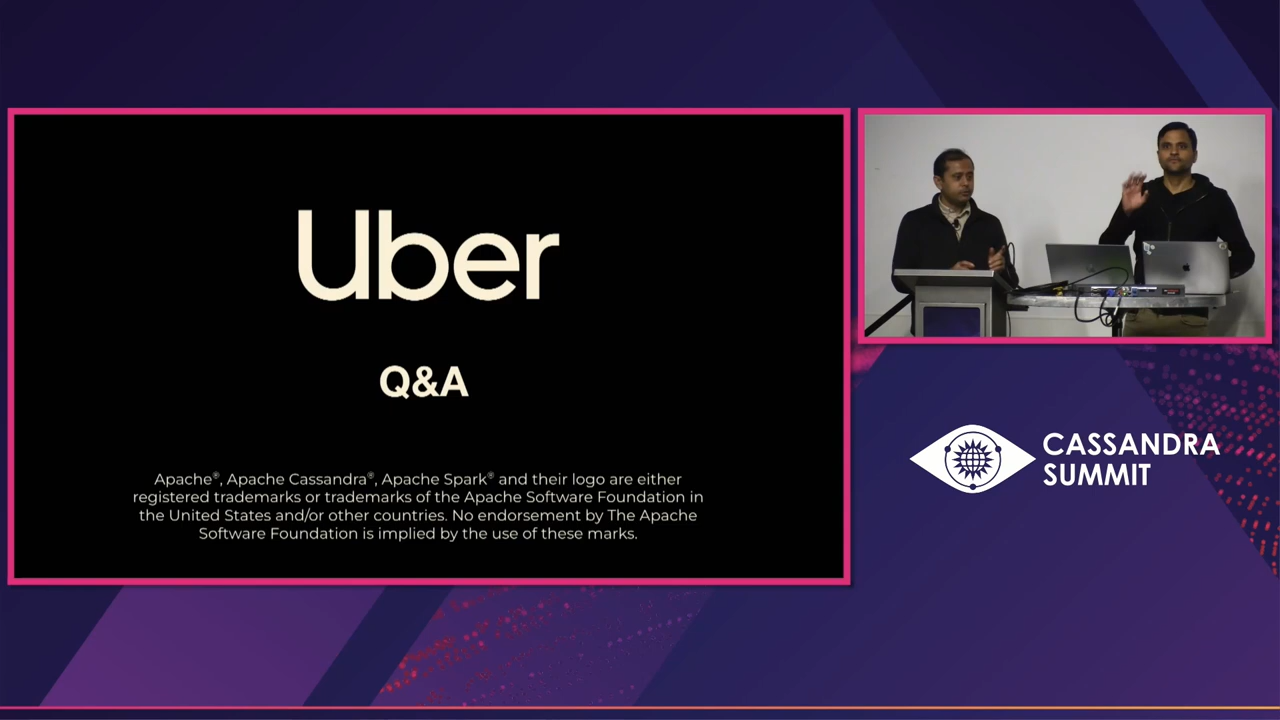 Uber
Q&A
Apache®, Apache Cassandra®, Apache Spark® and their logo are either
registered trademarks or trademarks of the Apache Software Foundation in
the United States and/or other countries. No endorsement by The Apache
Software Foundation is implied by the use of these marks.
CASSANDRA
SUMMIT